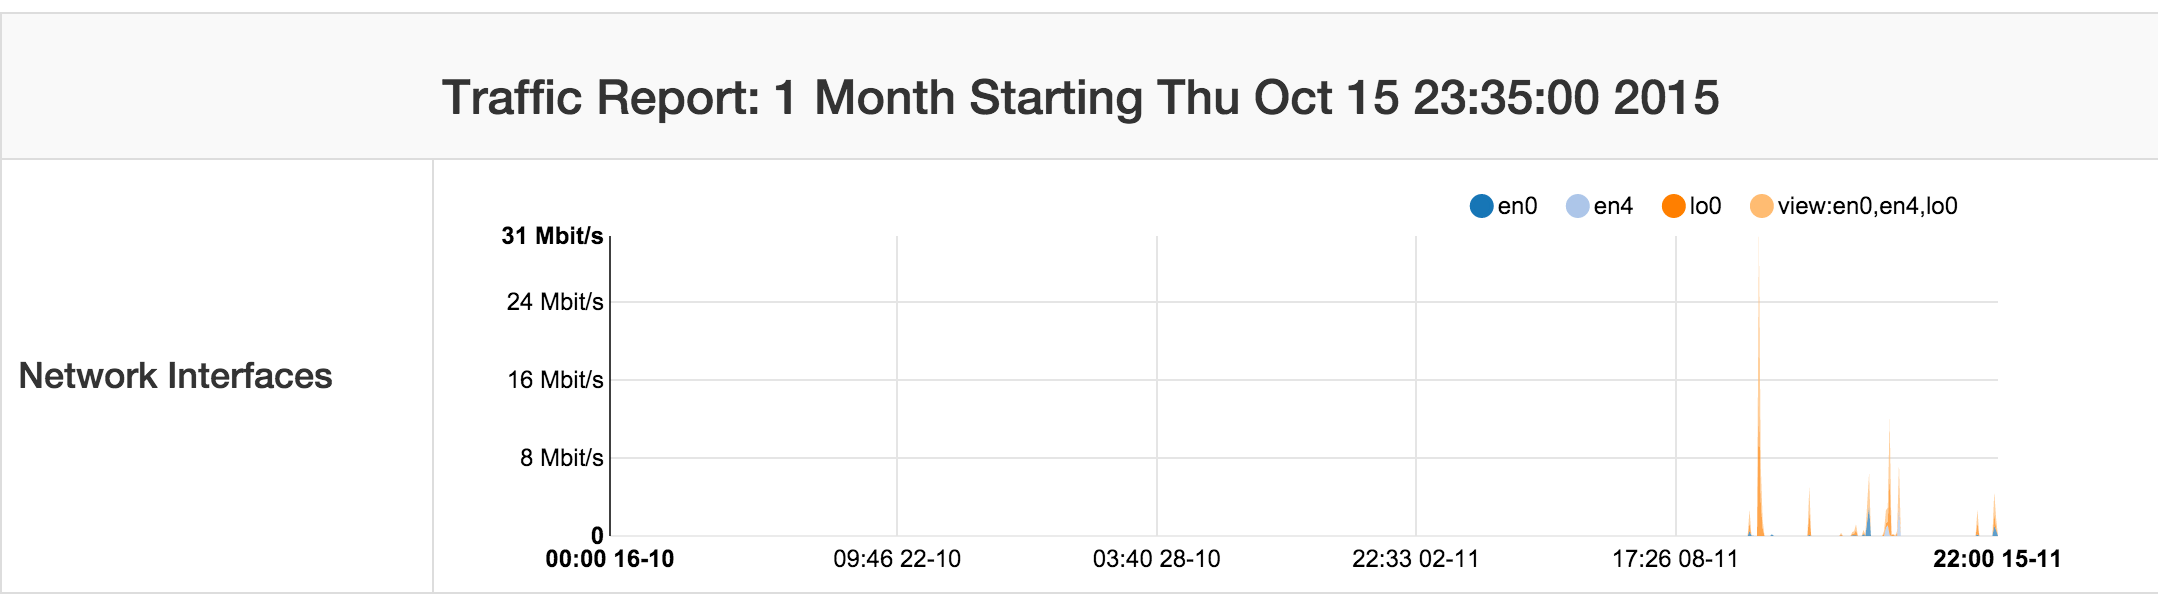 Traffic Report: 1 Month Starting Thu Oct 15 23:35:00 2015
Network Interfaces
en0 en4 lo0 view:en0,en4,lo0
31 Mbit/s
24 Mbit/s
16 Mbit/s
8 Mbit/s
0
00:00 16-10 09:46 22-10 03:40 28-10 22:33 02-11 17:26 08-11 22:00 15-11